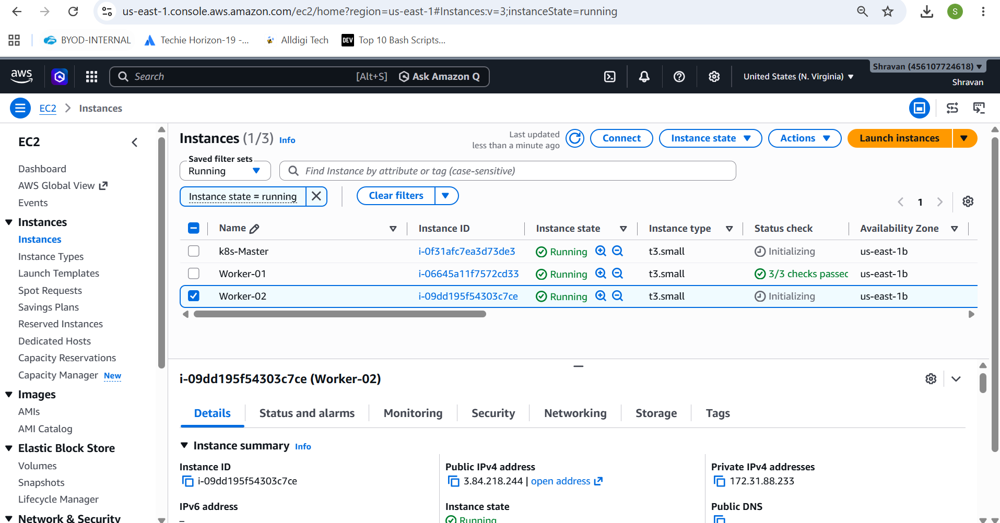 us-east-1.console.aws.amazon.com/ec2/home?region=us-east-1#Instances:v=3;instanceState=running
S
BYOD-INTERNAL
Techie Horizon-19 -...
Alldigi Tech
DEV
Top 10 Bash Scripts...
aws
Search
[Alt+S]
Ask Amazon Q
United States (N. Virginia)
Shravan (456107724618)
Shravan
EC2
Instances
EC2
Dashboard
AWS Global View
Events
Instances
Instances
Instance Types
Launch Templates
Spot Requests
Savings Plans
Reserved Instances
Dedicated Hosts
Capacity Reservations
Capacity Manager New
Images
AMIs
AMI Catalog
Elastic Block Store
Volumes
Snapshots
Lifecycle Manager
Network & Security
Instances (1/3) Info
Last updated
less than a minute ago
Connect
Instance state
Actions
Launch instances
Saved filter sets
Running
Find Instance by attribute or tag (case-sensitive)
Instance state = running
Clear filters
1
Name
Instance ID
Instance state
Instance type
Status check
Availability Zone
k8s-Master i-0f31afc7ea3d73de3 Running t3.small Initializing us-east-1b
Worker-01 i-06645a11f7572cd33 Running t3.small 3/3 checks passed us-east-1b
Worker-02 i-09dd195f54303c7ce Running t3.small Initializing us-east-1b
i-09dd195f54303c7ce (Worker-02)
Details
Status and alarms
Monitoring
Security
Networking
Storage
Tags
Instance summary Info
Instance ID
i-09dd195f54303c7ce
Public IPv4 address
3.84.218.244 | open address
Private IPv4 addresses
172.31.88.233
IPv6 address
–
Instance state
Running
Public DNS